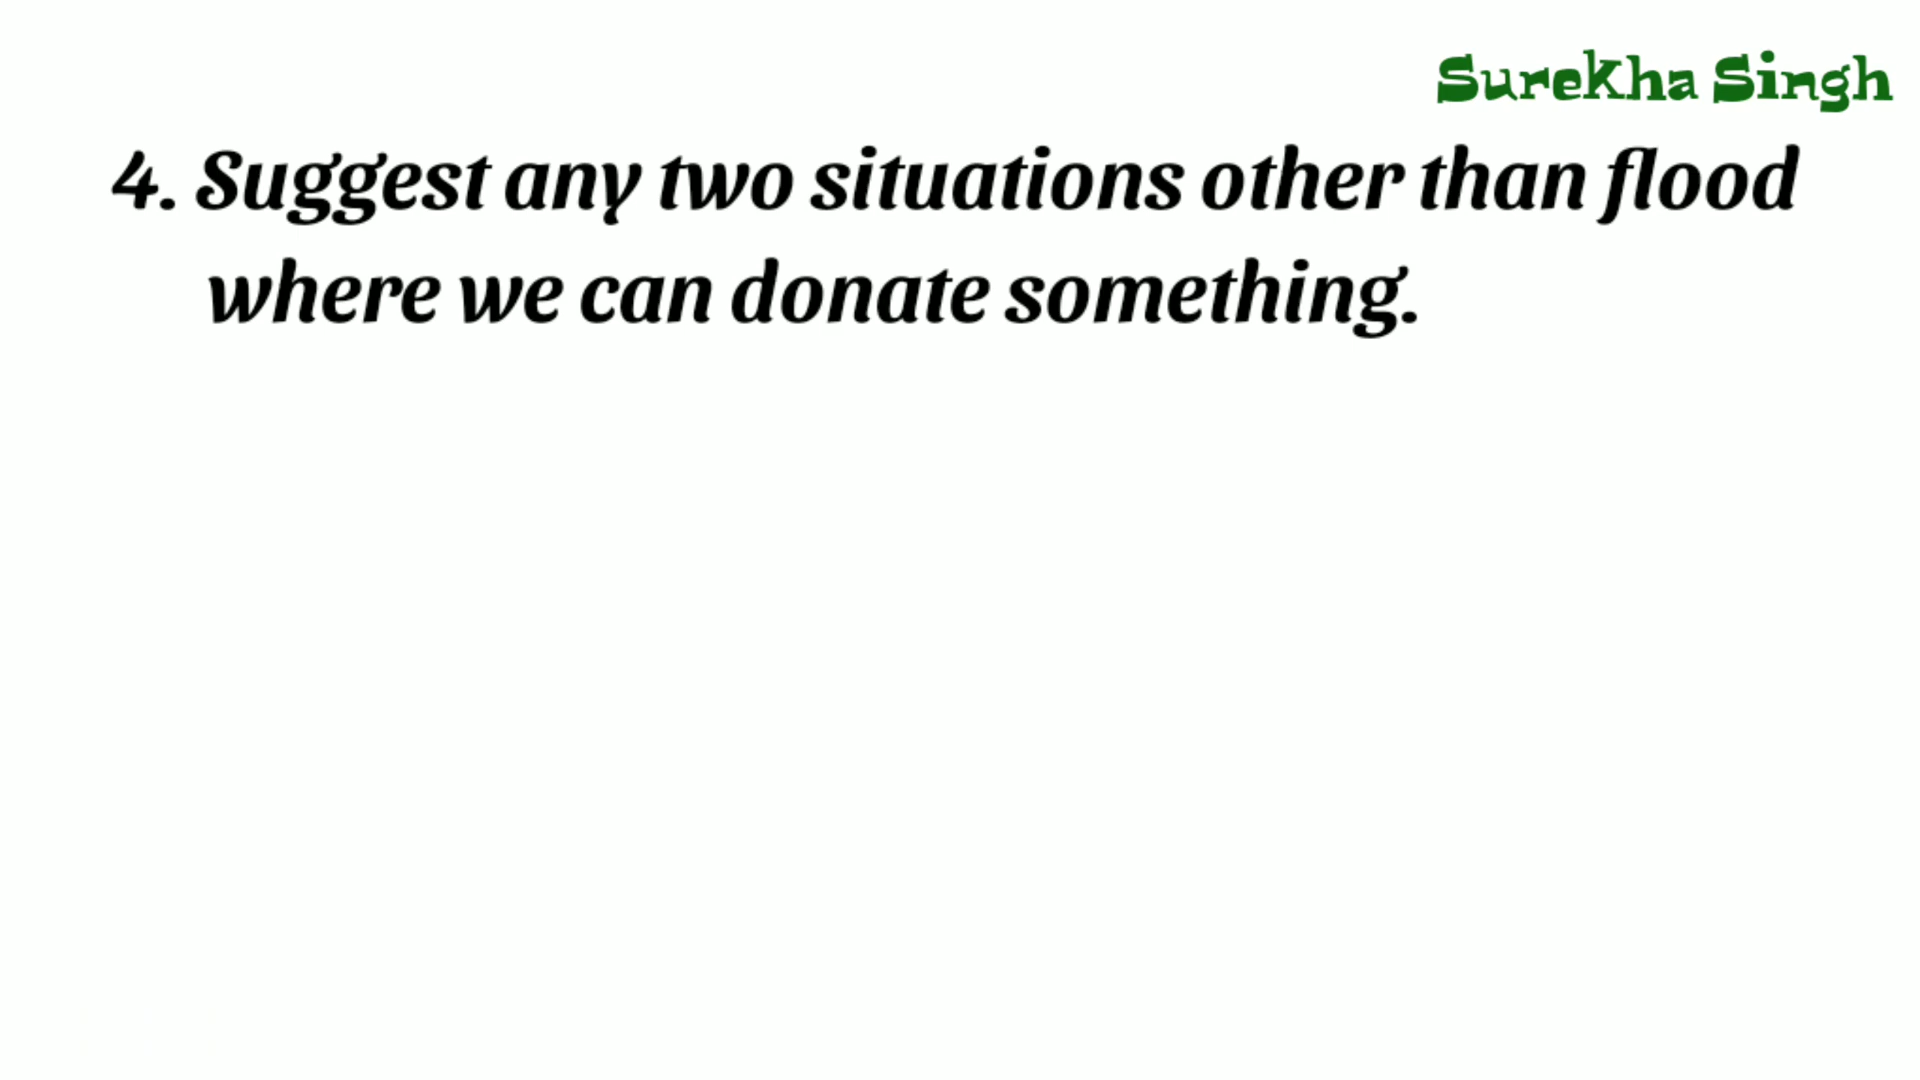 Surekha Singh
4. Suggest any two situations other than flood
where we can donate something.